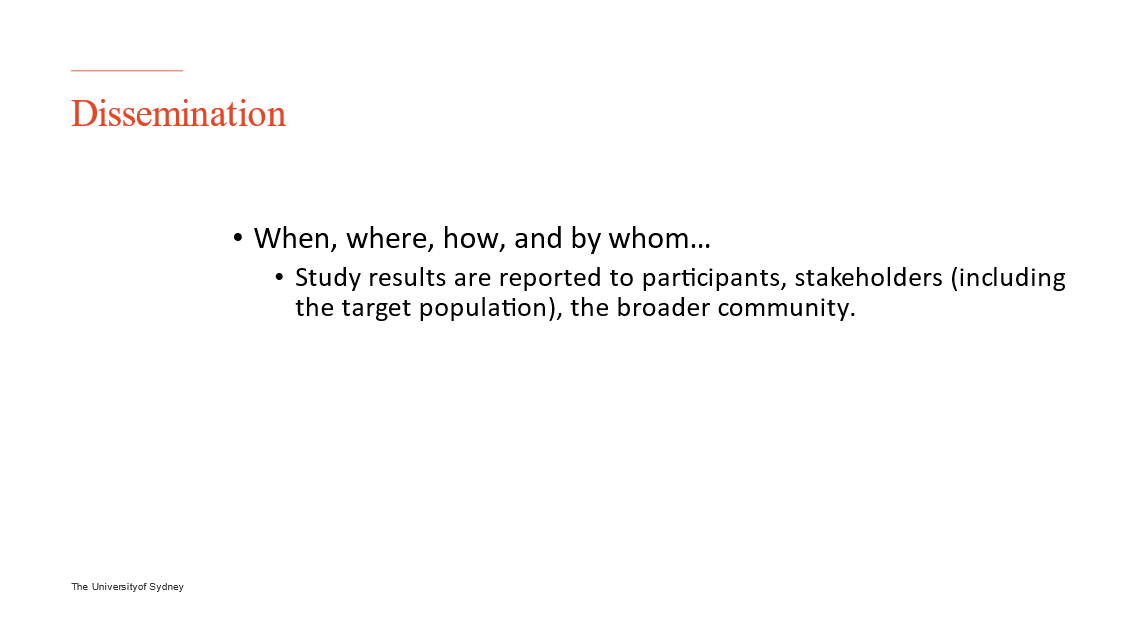 Dissemination
• When, where, how, and by whom…
• Study results are reported to participants, stakeholders (including
the target population), the broader community.
The Universityof Sydney